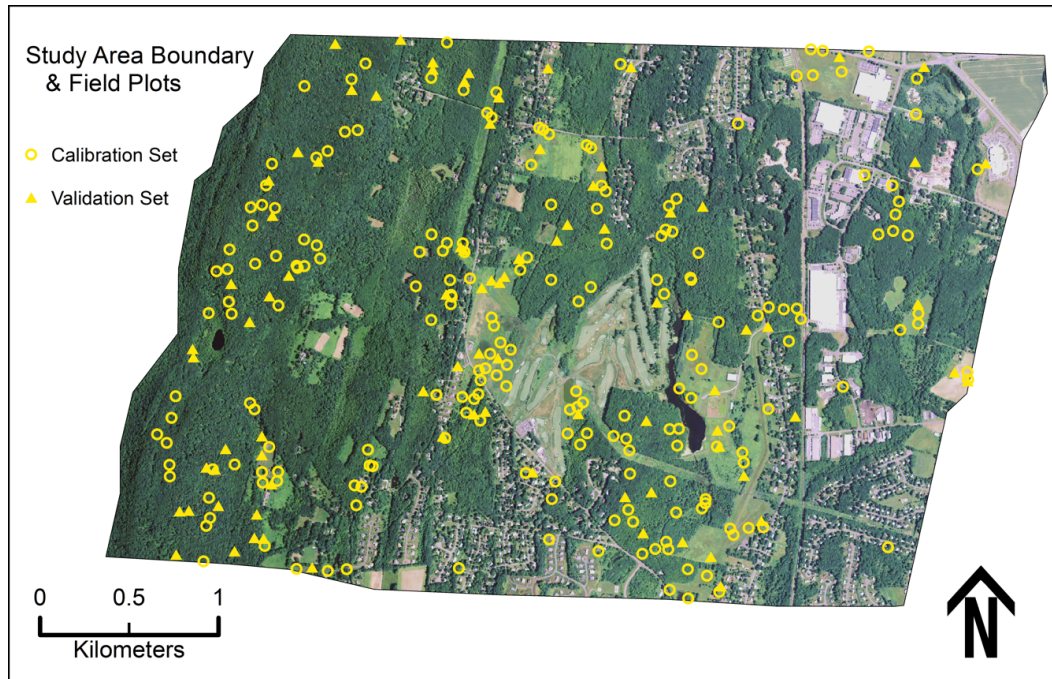 Study Area Boundary
& Field Plots
Calibration Set
Validation Set
0 0.5 1
Kilometers
N